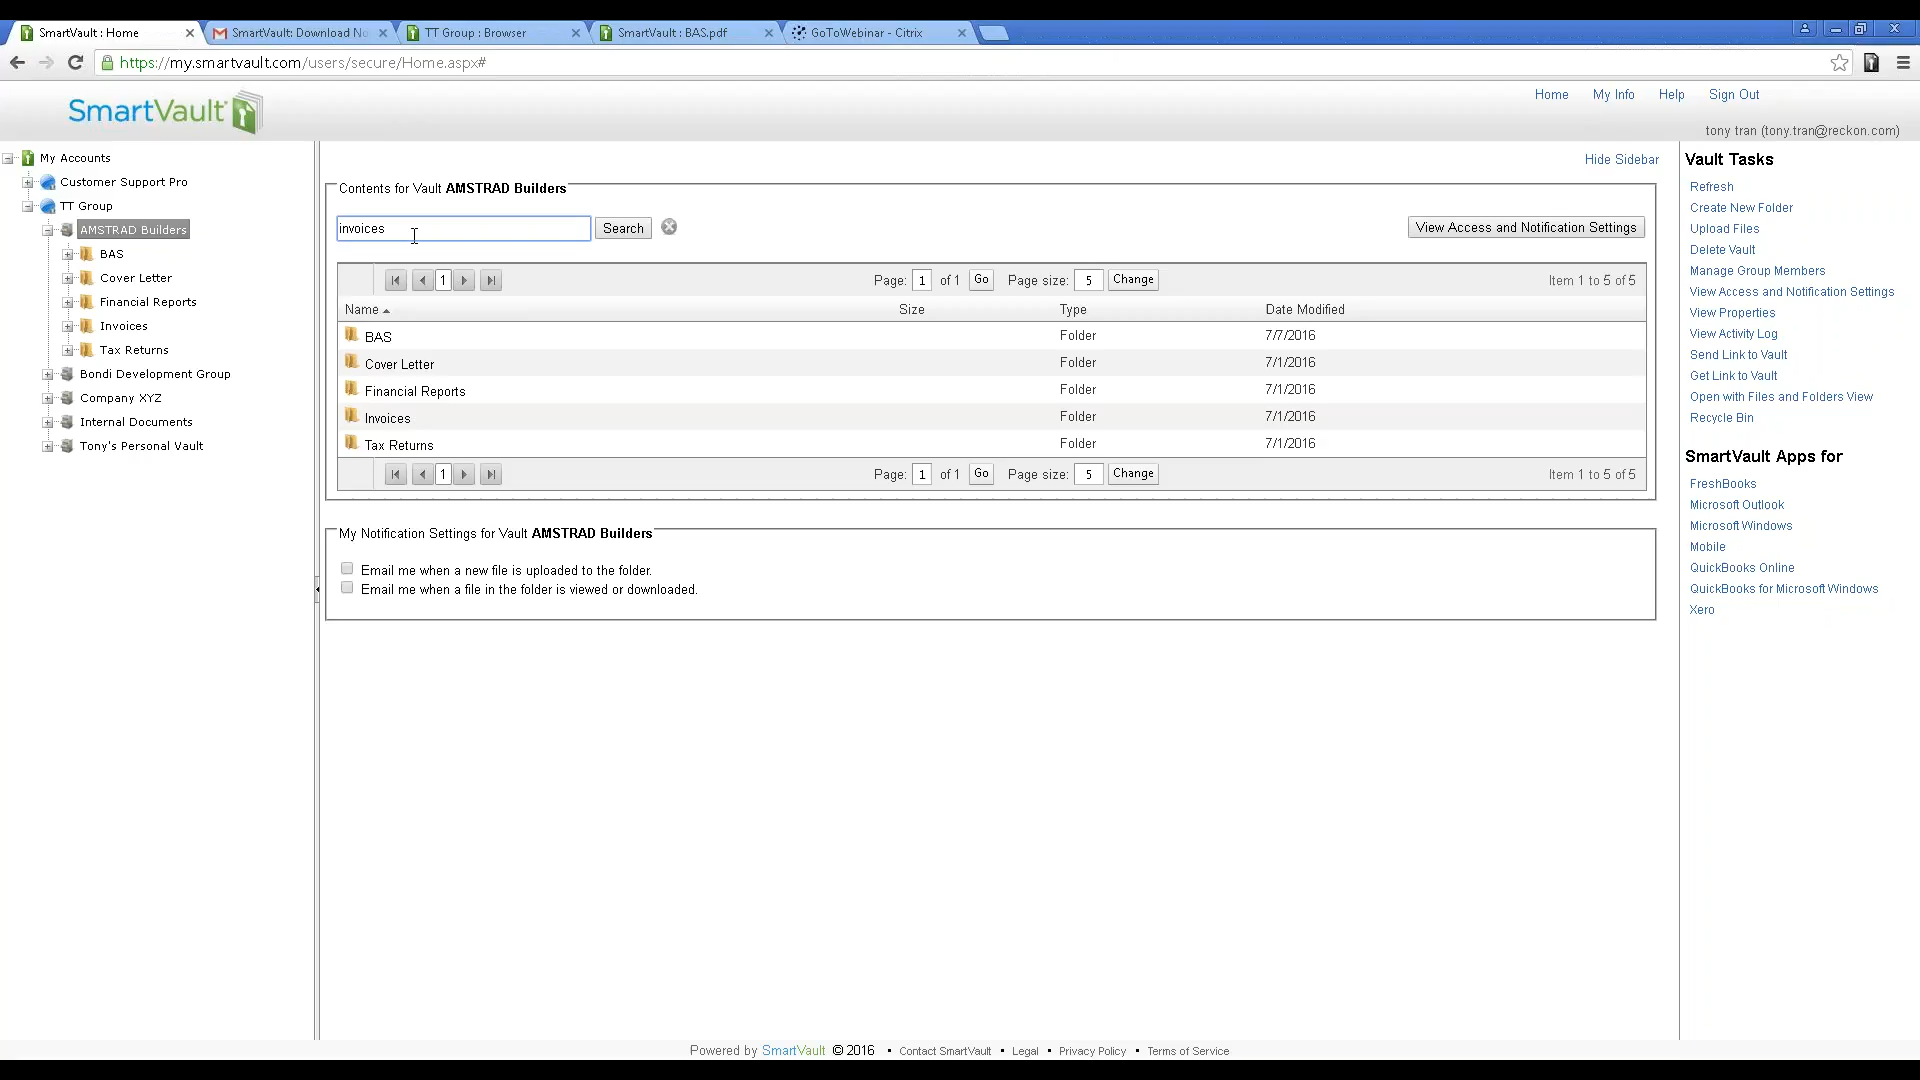 SmartVault : Home
SmartVault: Download No
TT Group : Browser
SmartVault : BAS.pdf
GoToWebinar - Citrix
https://my.smartvault.com/users/secure/Home.aspx#
SmartVault
Home My Info Help Sign Out
tony tran (tony.tran@reckon.com)
My Accounts
Customer Support Pro
TT Group
AMSTRAD Builders
BAS
Cover Letter
Financial Reports
Invoices
Tax Returns
Bondi Development Group
Company XYZ
Internal Documents
Tony's Personal Vault
Hide Sidebar
Contents for Vault AMSTRAD Builders
invoices Search View Access and Notification Settings
1 Page: 1 of 1 Go Page size: 5 Change Item 1 to 5 of 5
Name Size Type Date Modified
BAS Folder 7/7/2016
Cover Letter Folder 7/1/2016
Financial Reports Folder 7/1/2016
Invoices Folder 7/1/2016
Tax Returns Folder 7/1/2016
1 Page: 1 of 1 Go Page size: 5 Change Item 1 to 5 of 5
My Notification Settings for Vault AMSTRAD Builders
Email me when a new file is uploaded to the folder.
Email me when a file in the folder is viewed or downloaded.
Vault Tasks
Refresh
Create New Folder
Upload Files
Delete Vault
Manage Group Members
View Access and Notification Settings
View Properties
View Activity Log
Send Link to Vault
Get Link to Vault
Open with Files and Folders View
Recycle Bin
SmartVault Apps for
FreshBooks
Microsoft Outlook
Microsoft Windows
Mobile
QuickBooks Online
QuickBooks for Microsoft Windows
Xero
Powered by SmartVault © 2016 • Contact SmartVault • Legal • Privacy Policy • Terms of Service